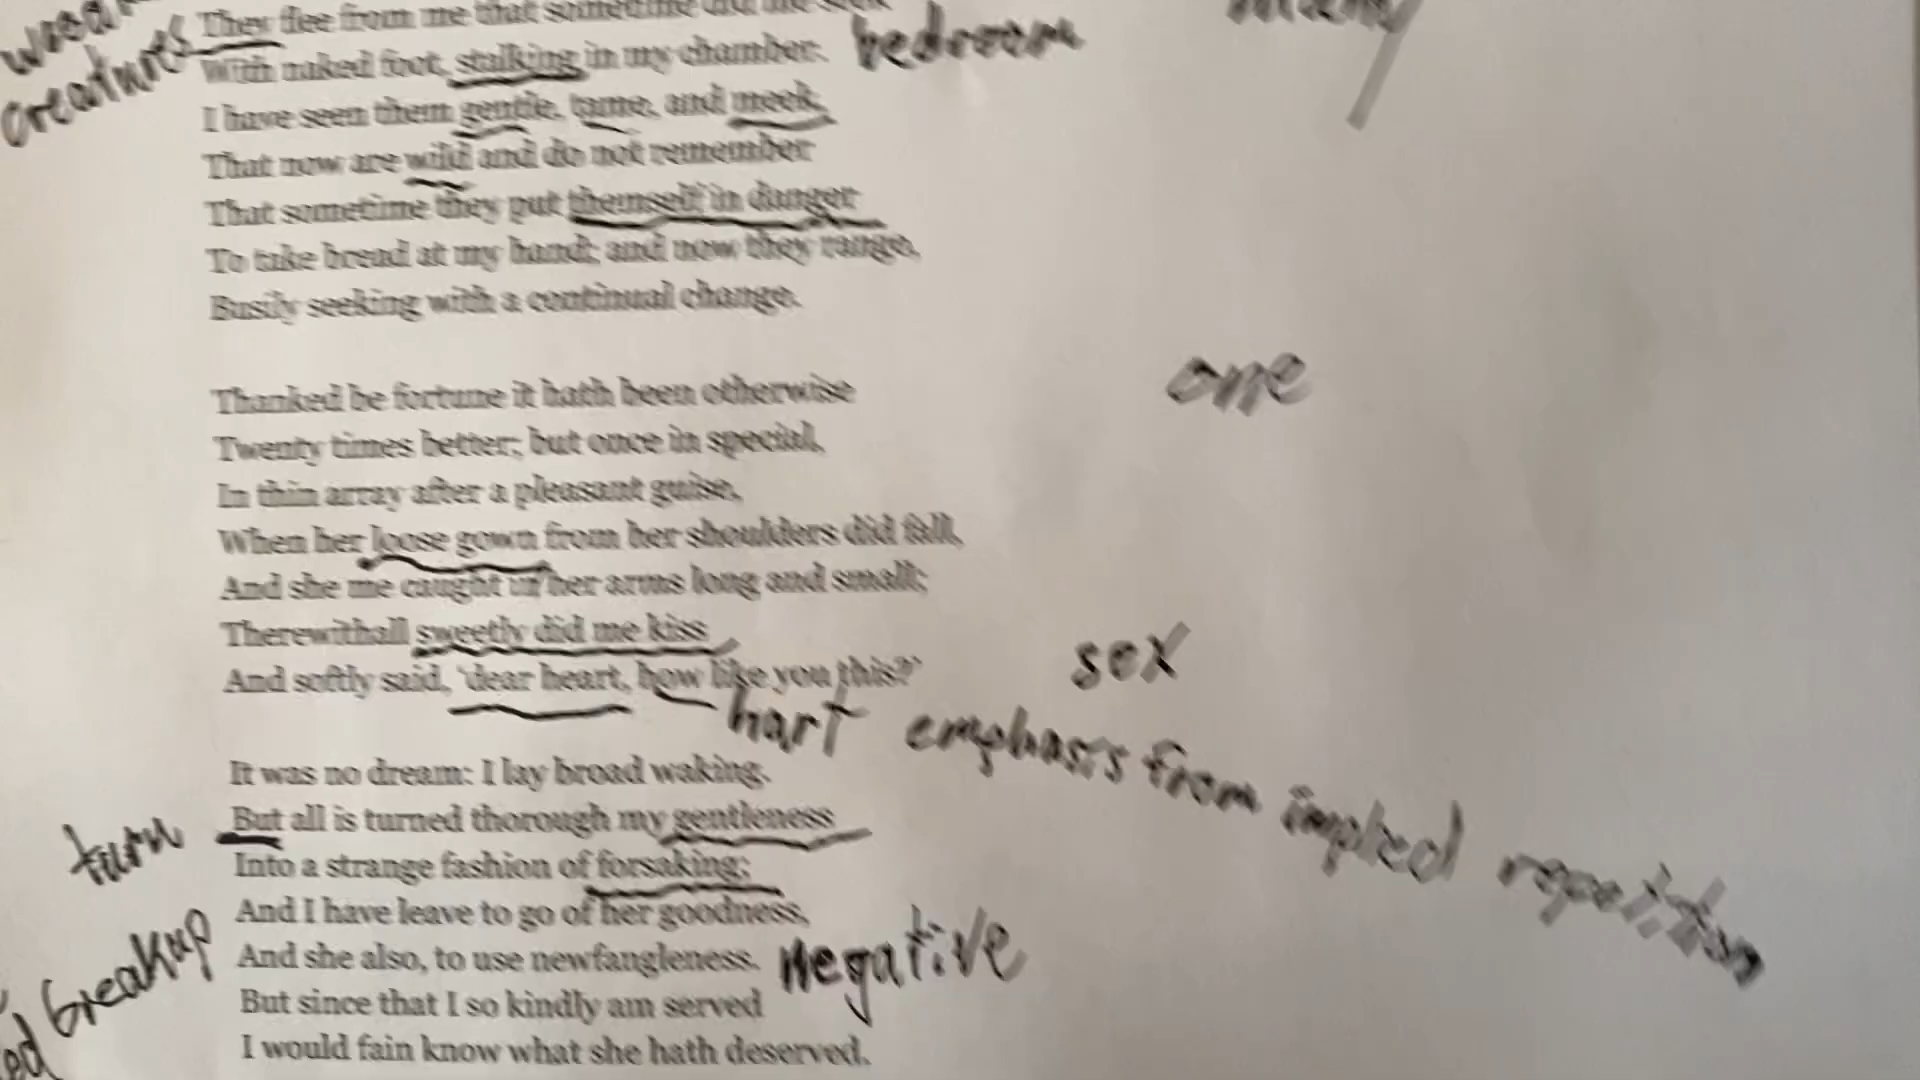 They flee from me that sometime did me seek
With naked foot, stalking in my chamber.
bedroom
many
creatures
I have seen them gentle, tame, and meek,
That now are wild and do not remember
That sometime they put themself in danger
To take bread at my hand; and now they range,
Busily seeking with a continual change.
Thanked be fortune it hath been otherwise
one
Twenty times better; but once in special,
In thin array after a pleasant guise,
When her loose gown from her shoulders did fall,
And she me caught in her arms long and small;
Therewithall sweetly did me kiss
sex
And softly said, 'dear heart, how like you this?'
hart emphasis from implied repetition
It was no dream: I lay broad waking.
turn
But all is turned thorough my gentleness
Into a strange fashion of forsaking;
And I have leave to go of her goodness,
breakup
And she also, to use newfangleness.
negative
But since that I so kindly am served
I would fain know what she hath deserved.